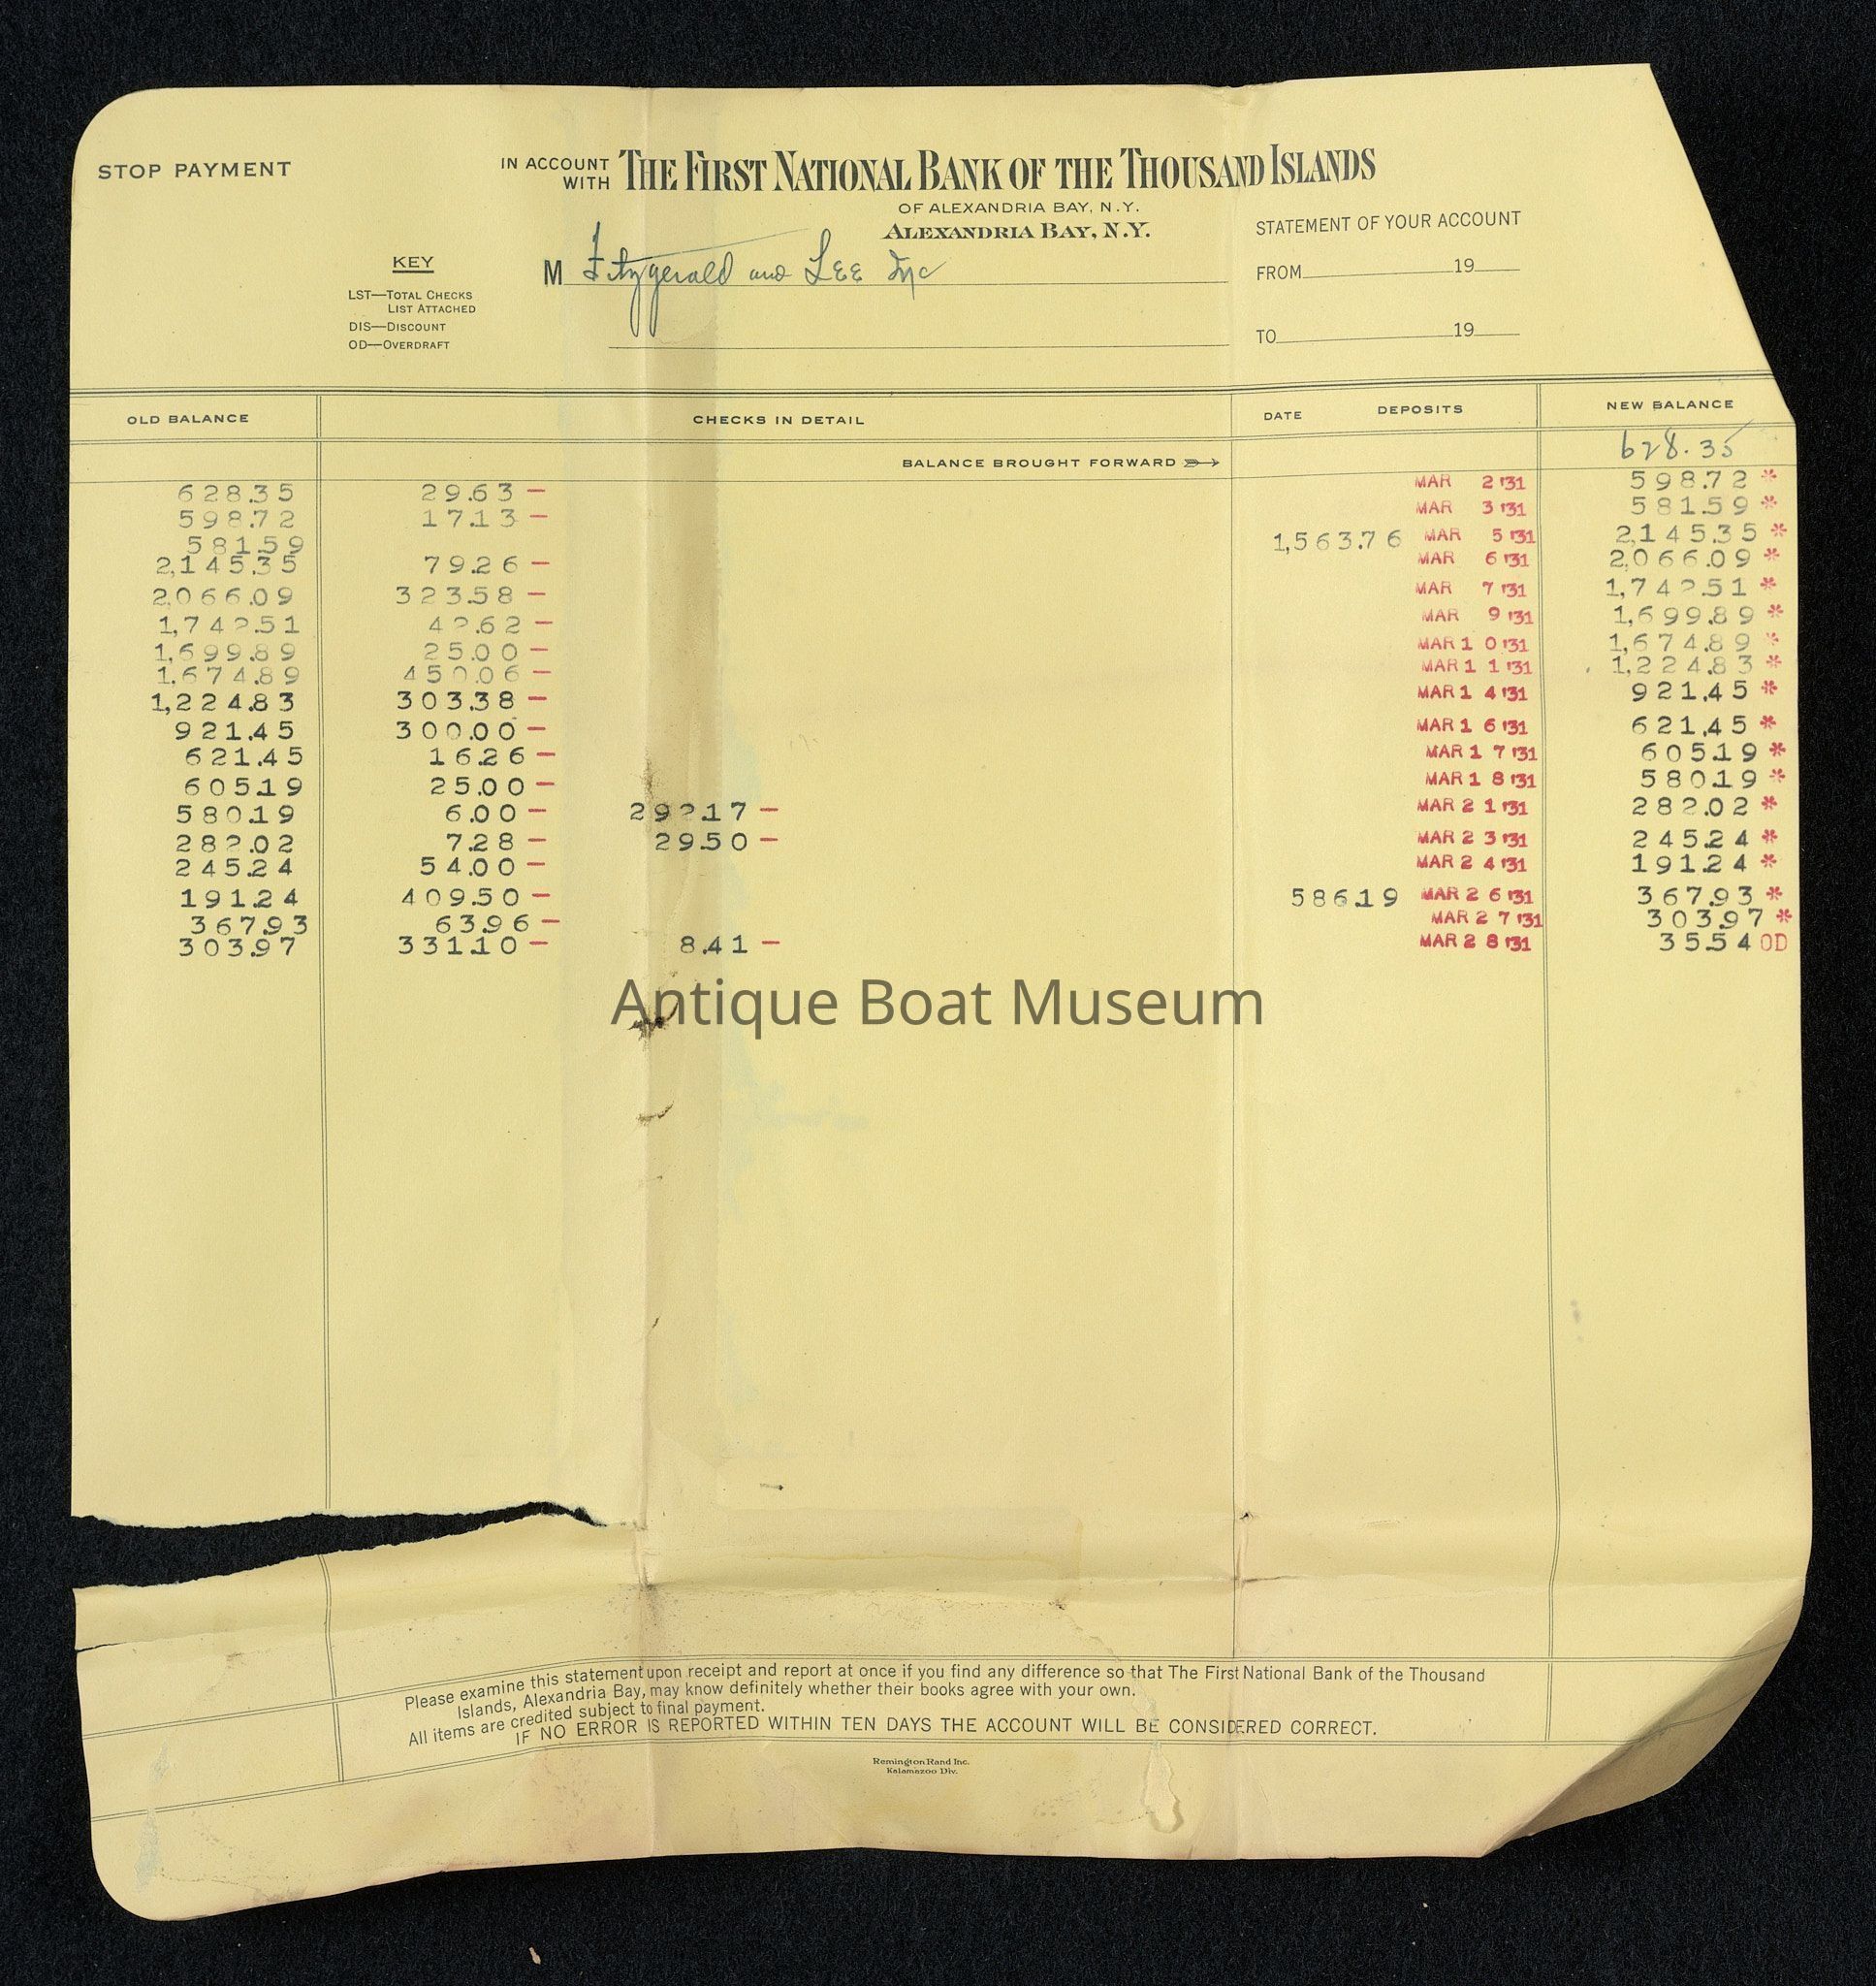 STOP PAYMENT
IN ACCOUNT WITH THE FIRST NATIONAL BANK OF THE THOUSAND ISLANDS
OF ALEXANDRIA BAY, N.Y.
ALEXANDRIA BAY, N.Y.
STATEMENT OF YOUR ACCOUNT
FROM 19
TO 19
KEY
LST—TOTAL CHECKS
LIST ATTACHED
DIS—DISCOUNT
OD—OVERDRAFT
M Fitzgerald and Lee Inc
OLD BALANCE CHECKS IN DETAIL DATE DEPOSITS NEW BALANCE
BALANCE BROUGHT FORWARD 628.35
628.35 29.63 – MAR 2 '31 598.72 *
598.72 17.13 – MAR 3 '31 581.59 *
581.59 1,563.76 MAR 5 '31 2,145.35 *
2,145.35 79.26 – MAR 6 '31 2,066.09 *
2,066.09 323.58 – MAR 7 '31 1,742.51 *
1,742.51 42.62 – MAR 9 '31 1,699.89 *
1,699.89 25.00 – MAR 10 '31 1,674.89 *
1,674.89 450.06 – MAR 11 '31 1,224.83 *
1,224.83 303.38 – MAR 14 '31 921.45 *
921.45 300.00 – MAR 16 '31 621.45 *
621.45 16.26 – MAR 17 '31 605.19 *
605.19 25.00 – MAR 18 '31 580.19 *
580.19 6.00 – 292.17 – MAR 21 '31 282.02 *
282.02 7.28 – 29.50 – MAR 23 '31 245.24 *
245.24 54.00 – MAR 24 '31 191.24 *
191.24 409.50 – 586.19 MAR 26 '31 367.93 *
367.93 63.96 – MAR 27 '31 303.97 *
303.97 331.10 – 8.41 – MAR 28 '31 35.54 OD
Antique Boat Museum
Please examine this statement upon receipt and report at once if you find any difference so that The First National Bank of the Thousand
Islands, Alexandria Bay, may know definitely whether their books agree with your own.
All items are credited subject to final payment.
IF NO ERROR IS REPORTED WITHIN TEN DAYS THE ACCOUNT WILL BE CONSIDERED CORRECT.
Remington Rand Inc.
Kalamazoo Div.